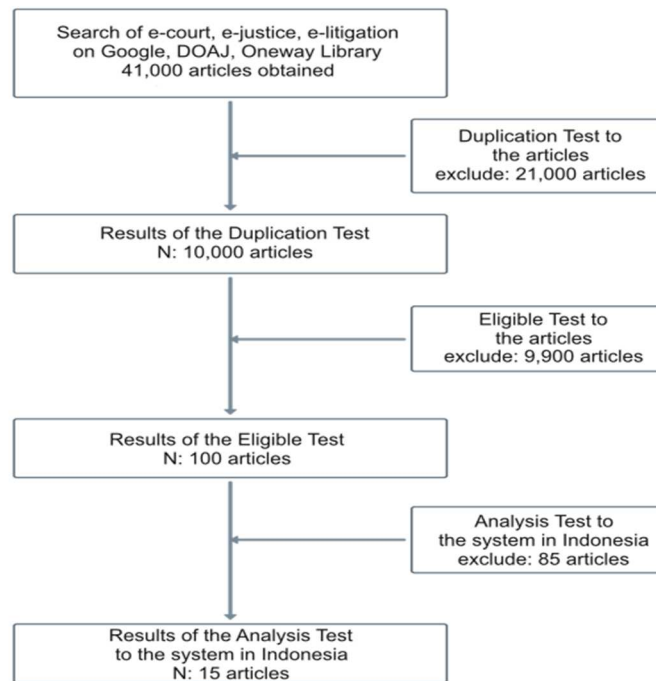 Search of e-court, e-justice, e-litigation
on Google, DOAJ, Oneway Library
41,000 articles obtained
Duplication Test to
the articles
exclude: 21,000 articles
Results of the Duplication Test
N: 10,000 articles
Eligible Test to
the articles
exclude: 9,900 articles
Results of the Eligible Test
N: 100 articles
Analysis Test to
the system in Indonesia
exclude: 85 articles
Results of the Analysis Test
to the system in Indonesia
N: 15 articles